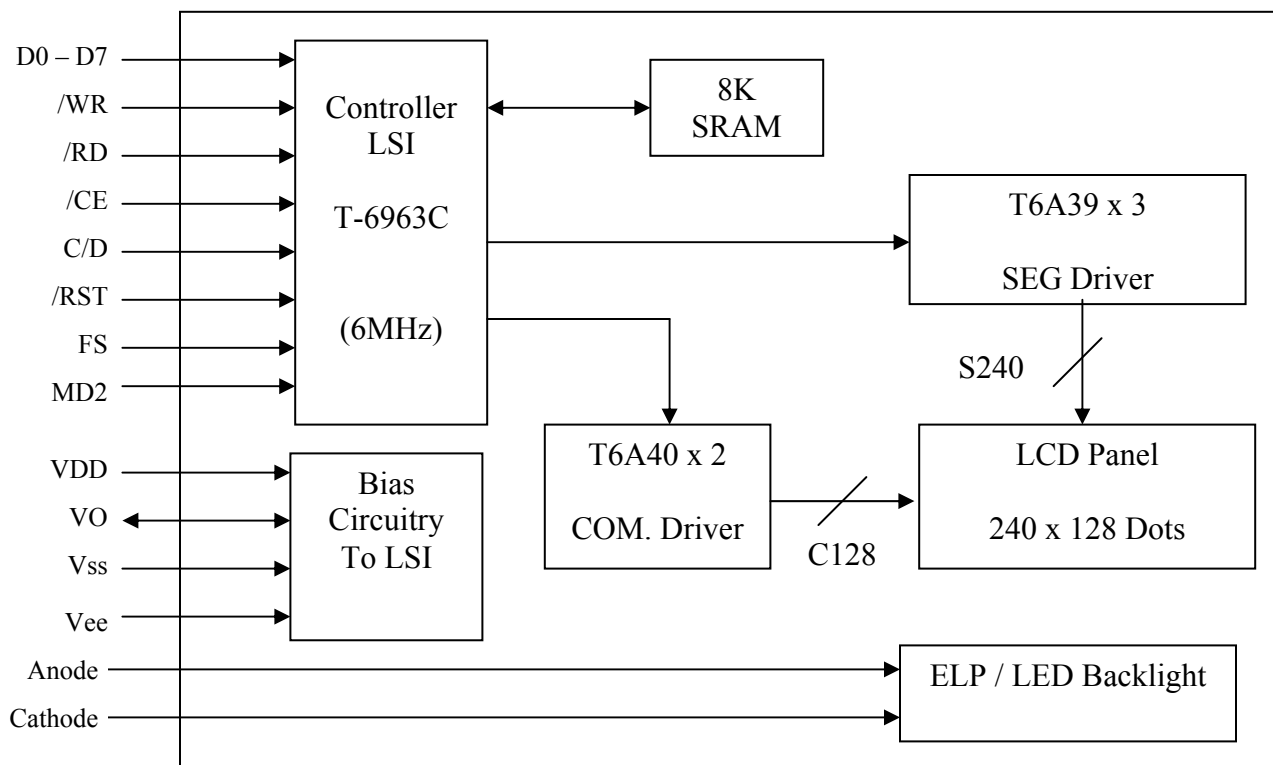 D0 – D7
/WR
/RD
/CE
C/D
/RST
FS
MD2
Controller
LSI
T-6963C
(6MHz)
8K
SRAM
T6A39 x 3
SEG Driver
S240
T6A40 x 2
COM. Driver
C128
LCD Panel
240 x 128 Dots
VDD
VO
Vss
Vee
Bias
Circuitry
To LSI
Anode
Cathode
ELP / LED Backlight